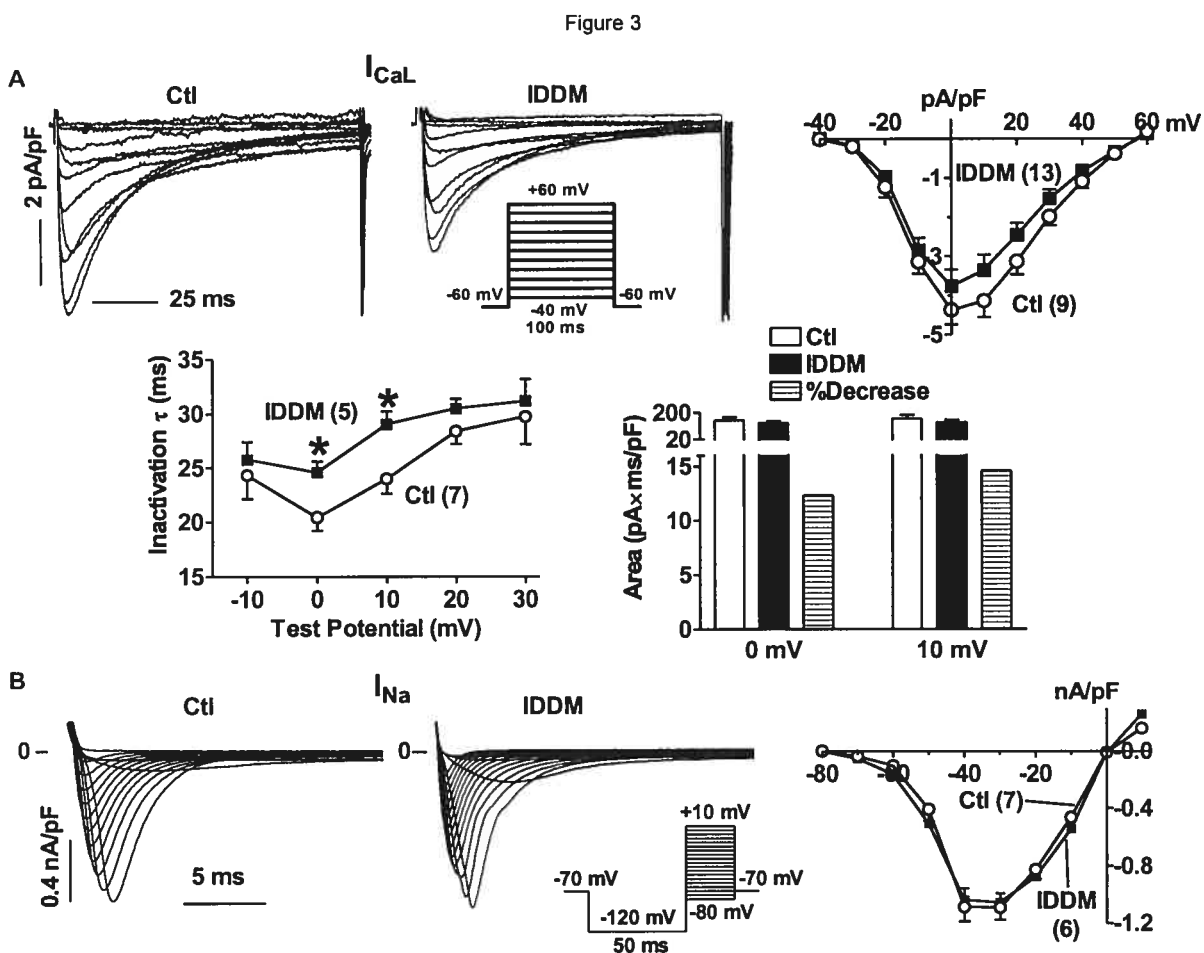 Figure 3
A
I_CaL
Ctl
IDDM
2 pA/pF
25 ms
+60 mV
-60 mV
-60 mV
-40 mV
100 ms
pA/pF
-40
-20
0
20
40
60
mV
-1
-3
-5
IDDM (13)
Ctl (9)
Inactivation τ (ms)
35
30
25
20
15
IDDM (5)
*
*
Ctl (7)
-10
0
10
20
30
Test Potential (mV)
Ctl
IDDM
%Decrease
Area (pA×ms/pF)
200
20
15
10
5
0
0 mV
10 mV
B
I_Na
Ctl
IDDM
0
0
0.4 nA/pF
5 ms
+10 mV
-70 mV
-70 mV
-120 mV
-80 mV
50 ms
nA/pF
-80
-60
-40
-20
0.0
-0.4
-0.8
-1.2
Ctl (7)
IDDM
(6)